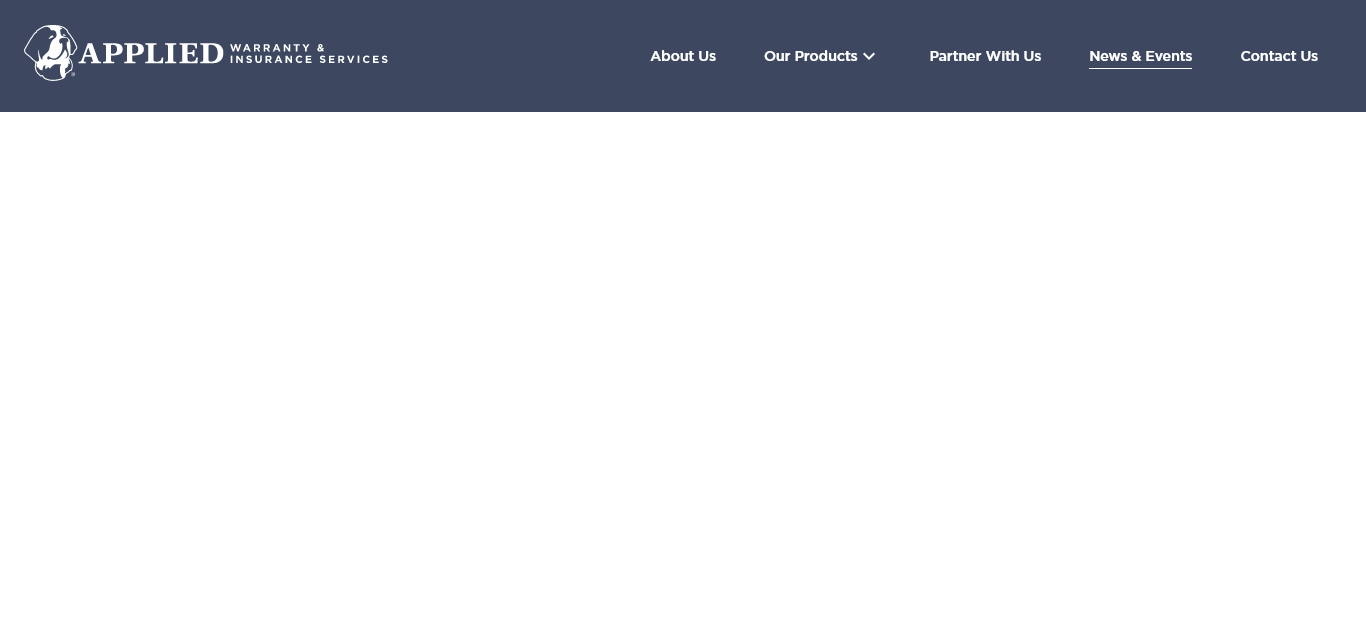 APPLIED WARRANTY &
INSURANCE SERVICES
About Us
Our Products
Partner With Us
News & Events
Contact Us